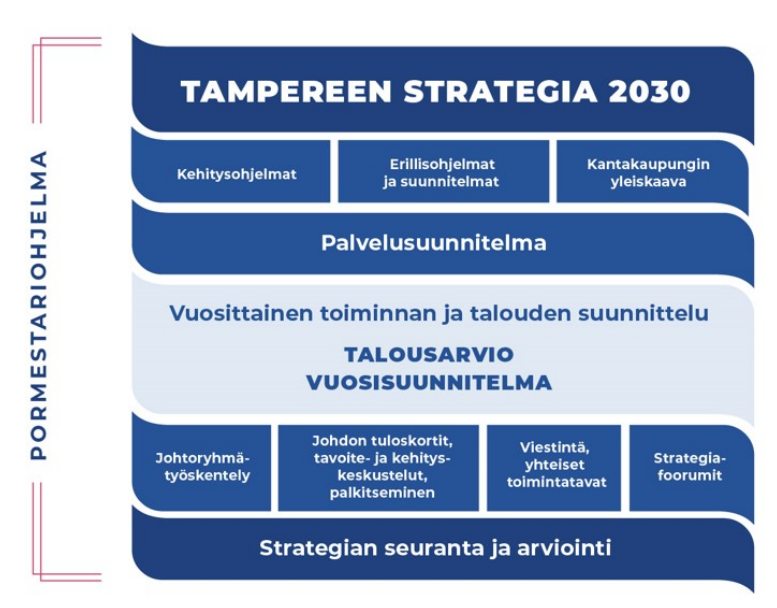 PORMESTARIOHJELMA
TAMPEREEN STRATEGIA 2030
Kehitysohjelmat
Erillisohjelmat
ja suunnitelmat
Kantakaupungin
yleiskaava
Palvelusuunnitelma
Vuosittainen toiminnan ja talouden suunnittelu
TALOUSARVIO
VUOSISUUNNITELMA
Johtoryhmä-
työskentely
Johdon tuloskortit,
tavoite- ja kehitys-
keskustelut,
palkitseminen
Viestintä,
yhteiset
toimintatavat
Strategia-
foorumit
Strategian seuranta ja arviointi